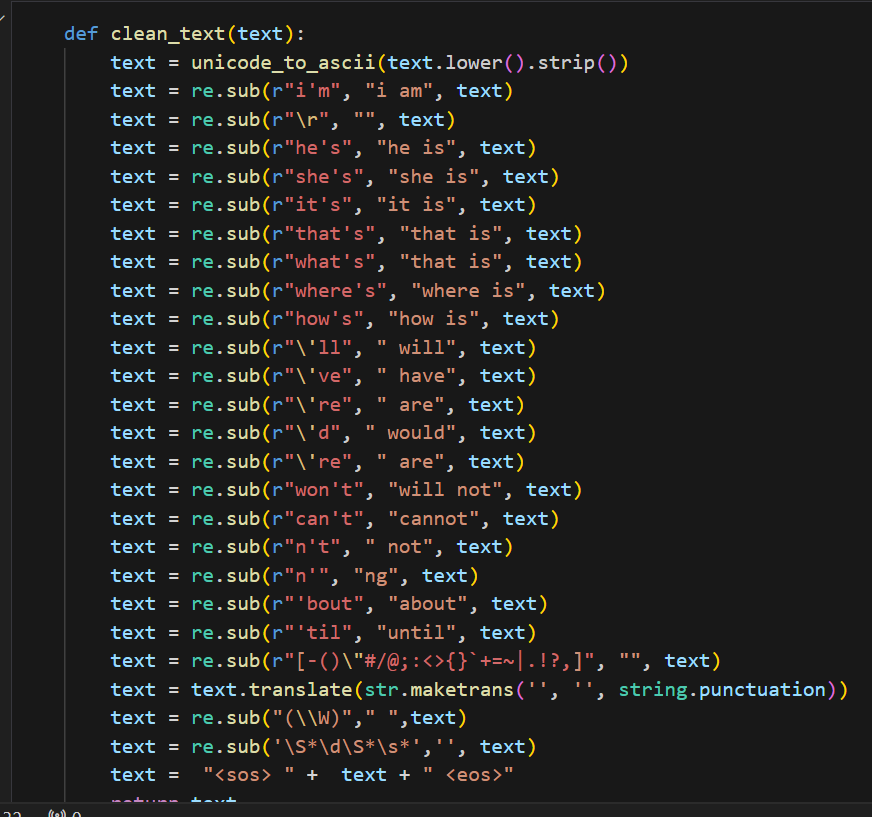 def clean_text(text):
    text = unicode_to_ascii(text.lower().strip())
    text = re.sub(r"i'm", "i am", text)
    text = re.sub(r"\r", "", text)
    text = re.sub(r"he's", "he is", text)
    text = re.sub(r"she's", "she is", text)
    text = re.sub(r"it's", "it is", text)
    text = re.sub(r"that's", "that is", text)
    text = re.sub(r"what's", "that is", text)
    text = re.sub(r"where's", "where is", text)
    text = re.sub(r"how's", "how is", text)
    text = re.sub(r"\'ll", " will", text)
    text = re.sub(r"\'ve", " have", text)
    text = re.sub(r"\'re", " are", text)
    text = re.sub(r"\'d", " would", text)
    text = re.sub(r"\'re", " are", text)
    text = re.sub(r"won't", "will not", text)
    text = re.sub(r"can't", "cannot", text)
    text = re.sub(r"n't", " not", text)
    text = re.sub(r"n'", "ng", text)
    text = re.sub(r"'bout", "about", text)
    text = re.sub(r"'til", "until", text)
    text = re.sub(r"[-()\"#/@;:<>{}`+=~|.!?,]", "", text)
    text = text.translate(str.maketrans('', '', string.punctuation))
    text = re.sub("(\\W)"," ",text)
    text = re.sub('\S*\d\S*\s*','', text)
    text =  "<sos> " +  text + " <eos>"
    return text